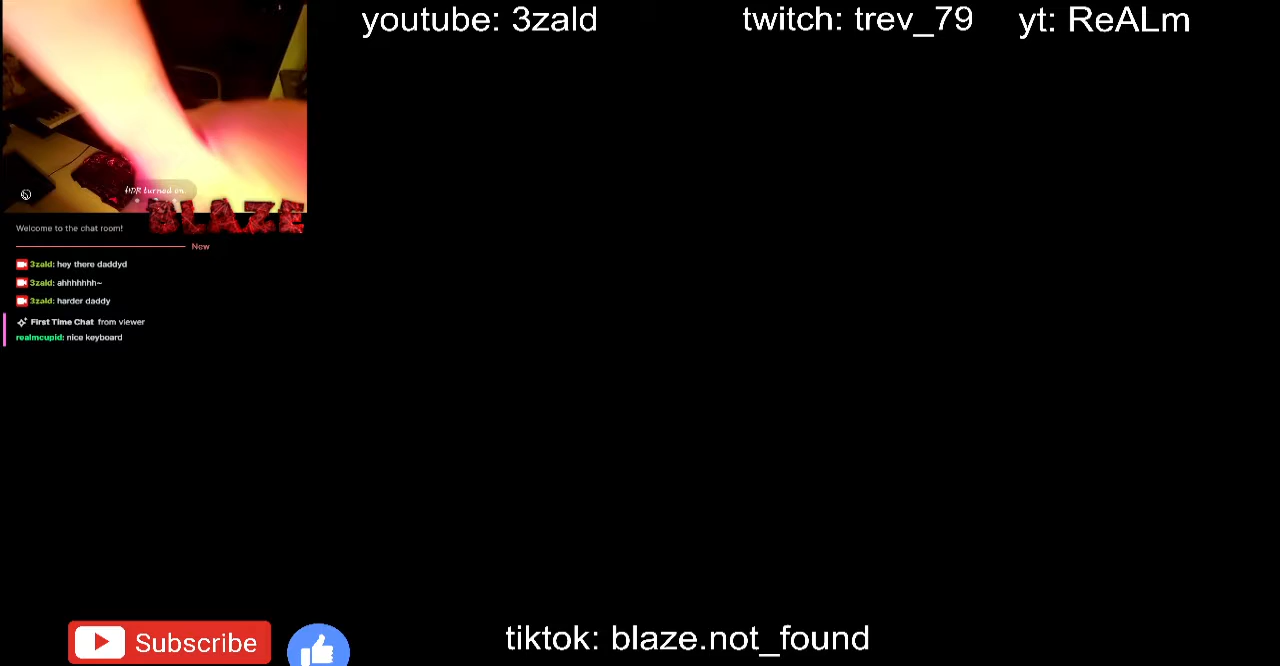 youtube: 3zald
twitch: trev_79
yt: ReALm
HDR turned on
BLAZE
Welcome to the chat room!
New
3zald: hey there daddyd
3zald: ahhhhhhh~
3zald: harder daddy
First Time Chat from viewer
realmcupid: nice keyboard
Subscribe
tiktok: blaze.not_found